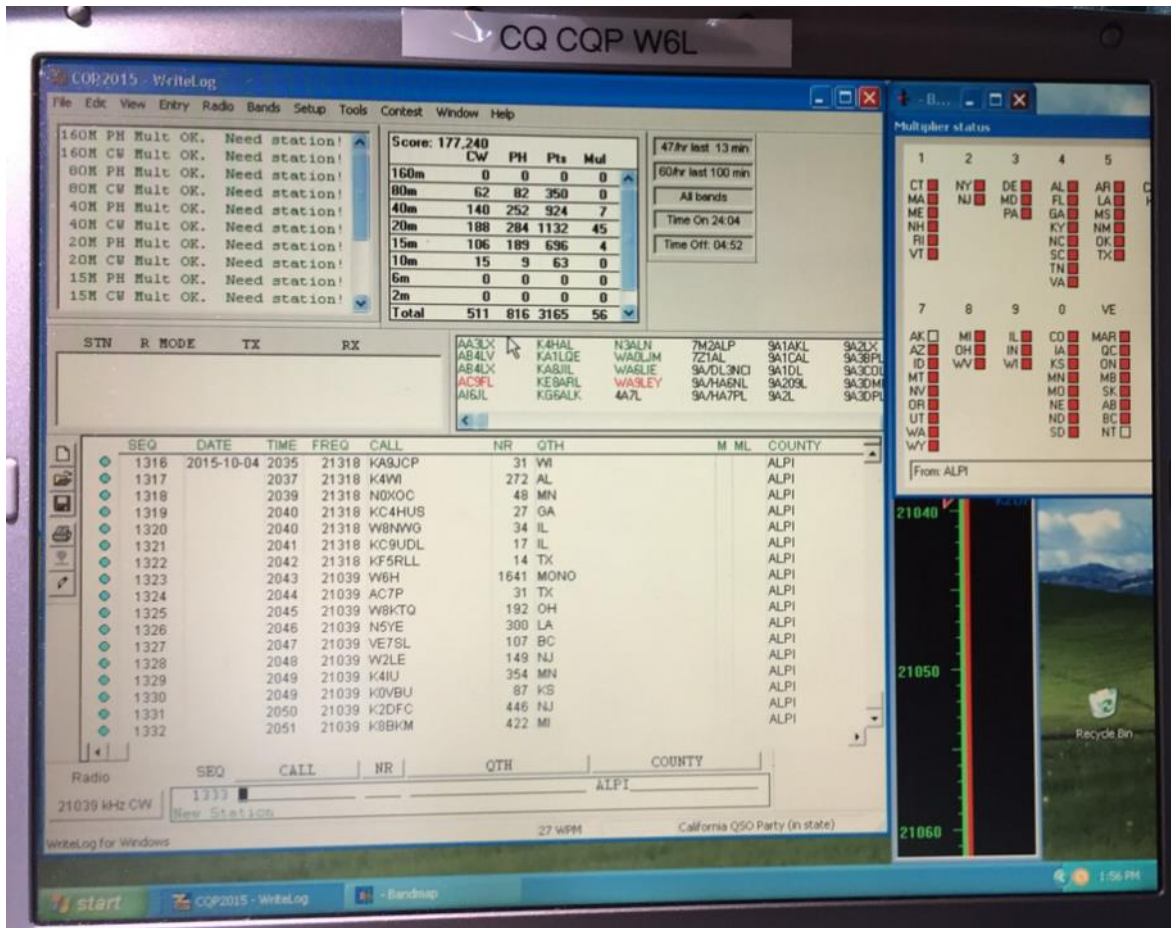 CQ CQP W6L
CQP2015 - WriteLog
File Edit View Entry Radio Bands Setup Tools Contest Window Help
160M PH Mult OK. Need station!
160M CW Mult OK. Need station!
80M PH Mult OK. Need station!
80M CW Mult OK. Need station!
40M PH Mult OK. Need station!
40M CW Mult OK. Need station!
20M PH Mult OK. Need station!
20M CW Mult OK. Need station!
15M PH Mult OK. Need station!
15M CW Mult OK. Need station!
Score: 177,240
CW PH Pts Mul
160m 0 0 0 0
80m 62 82 350 0
40m 140 252 924 7
20m 188 284 1132 45
15m 106 189 696 4
10m 15 9 63 0
6m 0 0 0 0
2m 0 0 0 0
Total 511 816 3165 56
47/hr last 13 min
60/hr last 100 min
All bands
Time On 24:04
Time Off: 04:52
- B...
Multiplier status
1 2 3 4 5
CT NY DE AL AR
MA NJ MD FL LA
ME PA GA MS
NH KY NM
RI NC OK
VT SC TX
TN
VA
7 8 9 0 VE
AK MI IL CO MAR
AZ OH IN IA QC
ID WV WI KS ON
MT MN MB
NV MO SK
OR NE AB
UT ND BC
WA SD NT
WY
From: ALPI
STN R MODE TX RX
AA3LX K4HAL N3ALN 7M2ALP 9A1AKL 9A2LX
AB4LV KA1LQE WA0LJM 7Z1AL 9A1CAL 9A3BPL
AB4LX KA8JIL WA6LIE 9A/DL3NCI 9A1DL 9A3COL
AC9FL KE8ARL WA9LEY 9A/HA6NL 9A209L
AI6JL KG6ALK 4A7L 9A/HA7PL 9A2L 9A3DPL
SEQ DATE TIME FREQ CALL NR QTH M ML COUNTY
1316 2015-10-04 2035 21318 KA9JCP 31 WI ALPI
1317 2037 21318 K4WI 272 AL ALPI
1318 2039 21318 N0XOC 48 MN ALPI
1319 2040 21318 KC4HUS 27 GA ALPI
1320 2040 21318 W8NWG 34 IL ALPI
1321 2041 21318 KC9UDL 17 IL ALPI
1322 2042 21318 KF5RLL 14 TX ALPI
1323 2043 21039 W6H 1641 MONO ALPI
1324 2044 21039 AC7P 31 TX ALPI
1325 2045 21039 W8KTQ 192 OH ALPI
1326 2046 21039 N5YE 300 LA ALPI
1327 2047 21039 VE7SL 107 BC ALPI
1328 2048 21039 W2LE 149 NJ ALPI
1329 2049 21039 K4IU 354 MN ALPI
1330 2049 21039 K0VBU 87 KS ALPI
1331 2050 21039 K2DFC 446 NJ ALPI
1332 2051 21039 K8BKM 422 MI ALPI
21040
21050
21060
Recycle Bin
Radio SEQ CALL NR QTH COUNTY
21039 kHz CW 1333 ALPI
New Station
27 WPM California QSO Party (in state)
WriteLog for Windows
start CQP2015 - WriteLog - Bandmap 1:56 PM